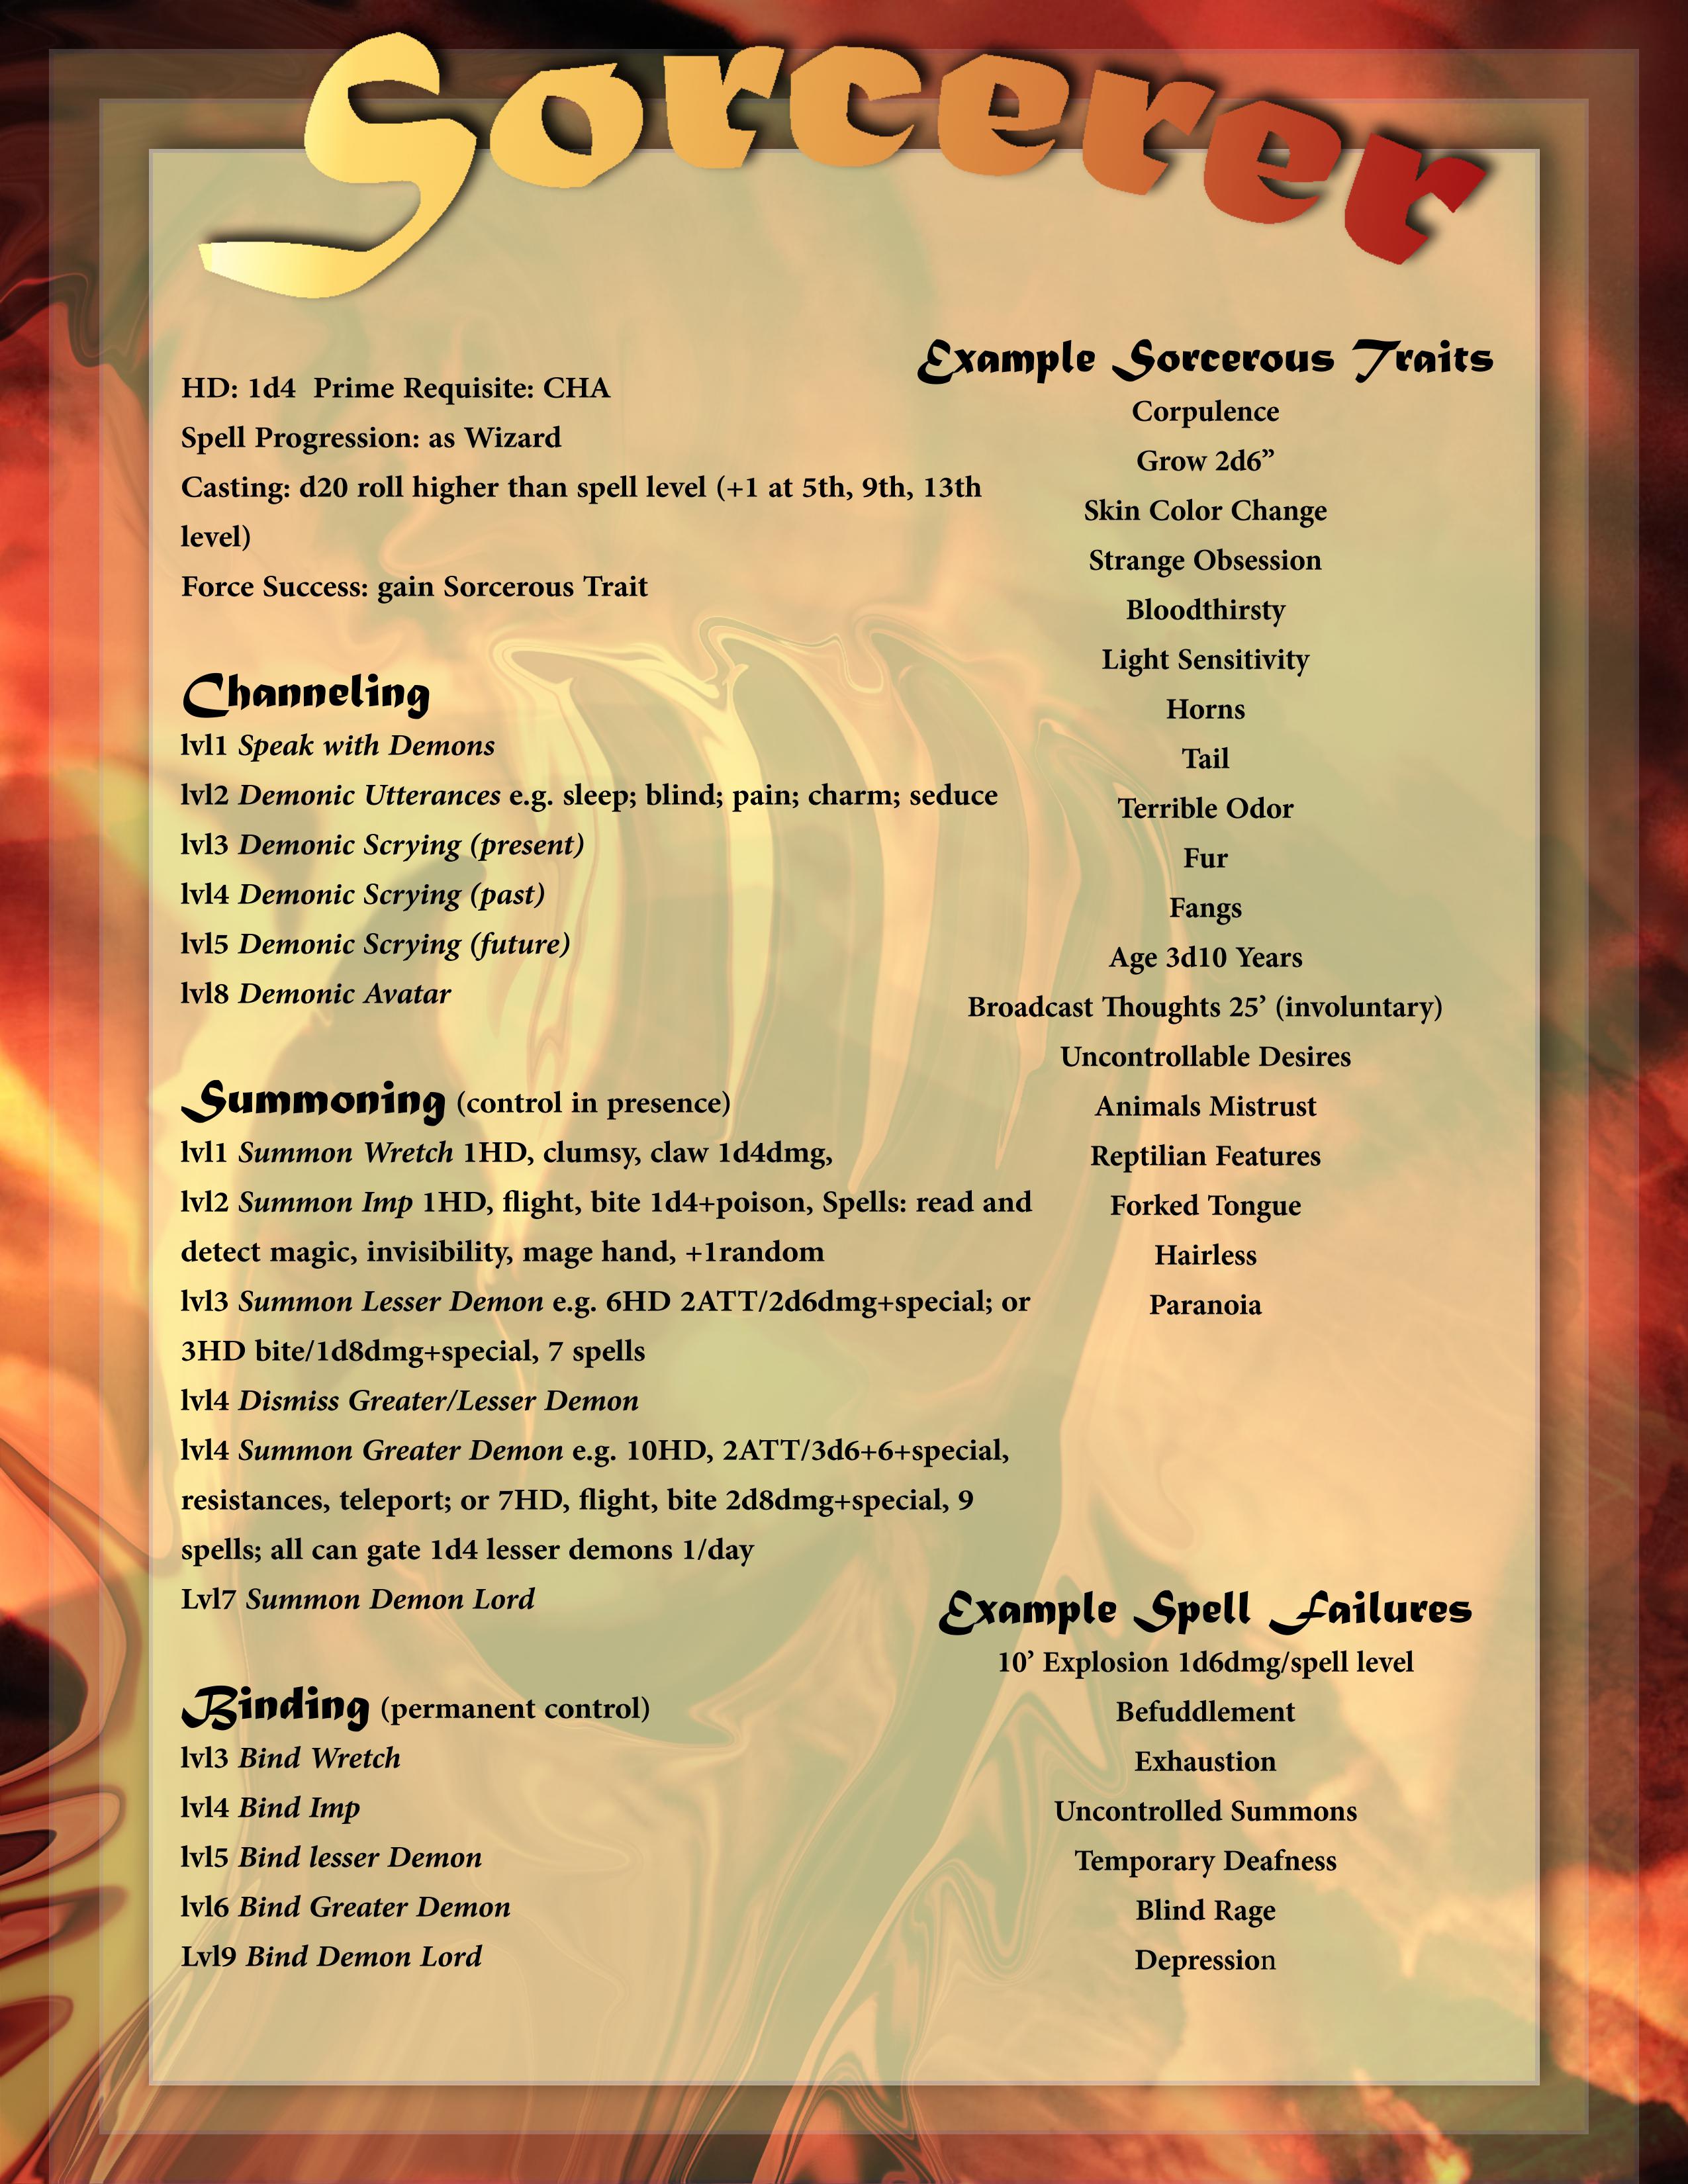 Sorcerer
HD: 1d4  Prime Requisite: CHA
Spell Progression: as Wizard
Casting: d20 roll higher than spell level (+1 at 5th, 9th, 13th
level)
Force Success: gain Sorcerous Trait
Channeling
lvl1 Speak with Demons
lvl2 Demonic Utterances e.g. sleep; blind; pain; charm; seduce
lvl3 Demonic Scrying (present)
lvl4 Demonic Scrying (past)
lvl5 Demonic Scrying (future)
lvl8 Demonic Avatar
Summoning (control in presence)
lvl1 Summon Wretch 1HD, clumsy, claw 1d4dmg,
lvl2 Summon Imp 1HD, flight, bite 1d4+poison, Spells: read and
detect magic, invisibility, mage hand, +1random
lvl3 Summon Lesser Demon e.g. 6HD 2ATT/2d6dmg+special; or
3HD bite/1d8dmg+special, 7 spells
lvl4 Dismiss Greater/Lesser Demon
lvl4 Summon Greater Demon e.g. 10HD, 2ATT/3d6+6+special,
resistances, teleport; or 7HD, flight, bite 2d8dmg+special, 9
spells; all can gate 1d4 lesser demons 1/day
Lvl7 Summon Demon Lord
Binding (permanent control)
lvl3 Bind Wretch
lvl4 Bind Imp
lvl5 Bind lesser Demon
lvl6 Bind Greater Demon
Lvl9 Bind Demon Lord
Example Sorcerous Traits
Corpulence
Grow 2d6”
Skin Color Change
Strange Obsession
Bloodthirsty
Light Sensitivity
Horns
Tail
Terrible Odor
Fur
Fangs
Age 3d10 Years
Broadcast Thoughts 25’ (involuntary)
Uncontrollable Desires
Animals Mistrust
Reptilian Features
Forked Tongue
Hairless
Paranoia
Example Spell Failures
10’ Explosion 1d6dmg/spell level
Befuddlement
Exhaustion
Uncontrolled Summons
Temporary Deafness
Blind Rage
Depression